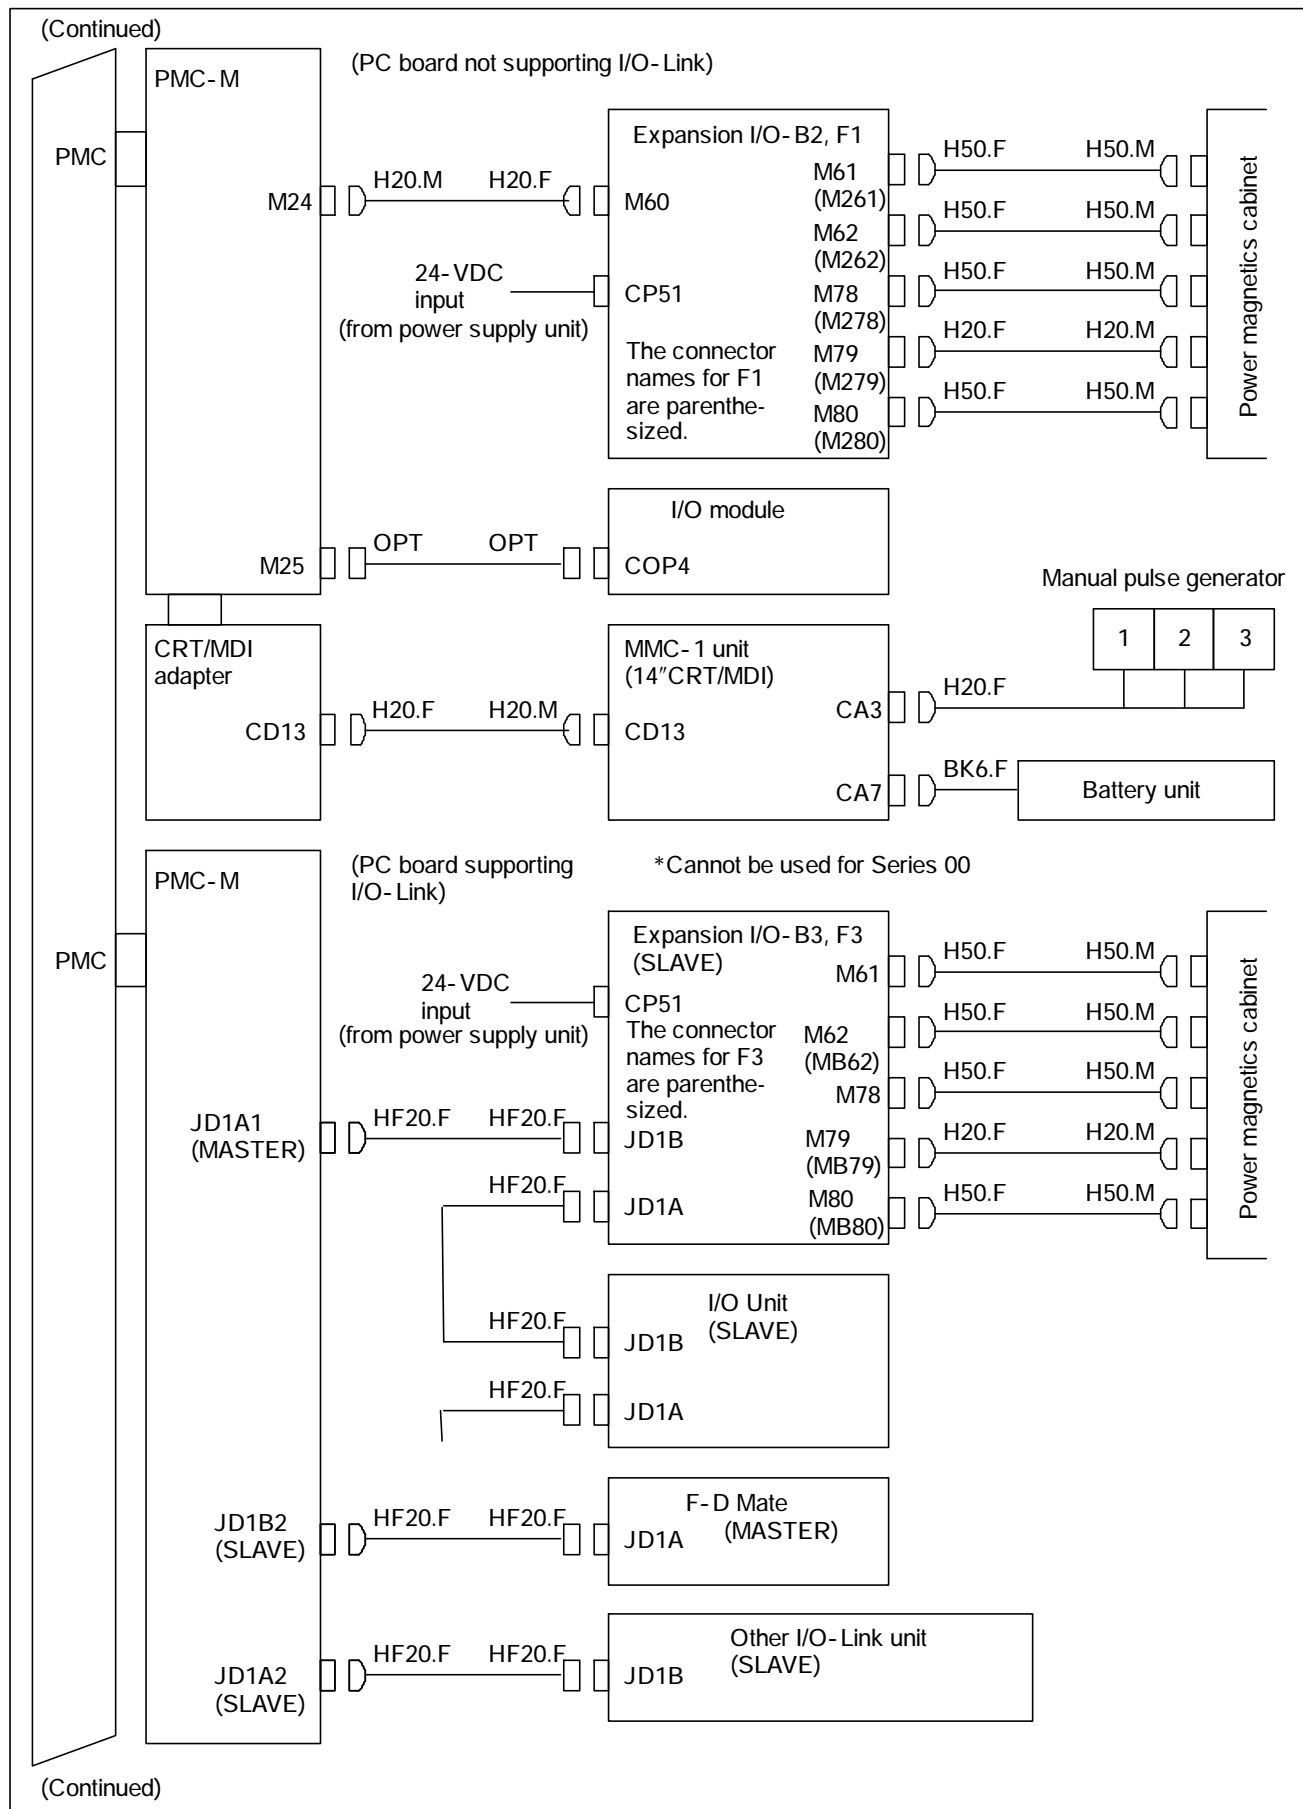 (Continued)
PMC-M
(PC board not supporting I/O-Link)
PMC
M24
H20.M
H20.F
Expansion I/O-B2, F1
M60
M61
(M261)
H50.F
H50.M
M62
(M262)
H50.F
H50.M
24-VDC
input
(from power supply unit)
CP51
M78
(M278)
H50.F
H50.M
The connector
names for F1
are parenthe-
sized.
M79
(M279)
H20.F
H20.M
M80
(M280)
H50.F
H50.M
Power magnetics cabinet
M25
OPT
OPT
I/O module
COP4
Manual pulse generator
1
2
3
CRT/MDI
adapter
CD13
H20.F
H20.M
MMC-1 unit
(14"CRT/MDI)
CD13
CA3
H20.F
CA7
BK6.F
Battery unit
PMC-M
(PC board supporting
I/O-Link)
*Cannot be used for Series 00
PMC
Expansion I/O-B3, F3
(SLAVE)
M61
H50.F
H50.M
24-VDC
input
(from power supply unit)
CP51
The connector
names for F3
are parenthe-
sized.
M62
(MB62)
H50.F
H50.M
M78
H50.F
H50.M
JD1A1
(MASTER)
HF20.F
HF20.F
JD1B
M79
(MB79)
H20.F
H20.M
HF20.F
JD1A
M80
(MB80)
H50.F
H50.M
Power magnetics cabinet
I/O Unit
(SLAVE)
HF20.F
JD1B
HF20.F
JD1A
F-D Mate
(MASTER)
JD1B2
(SLAVE)
HF20.F
HF20.F
JD1A
Other I/O-Link unit
(SLAVE)
JD1A2
(SLAVE)
HF20.F
HF20.F
JD1B
(Continued)